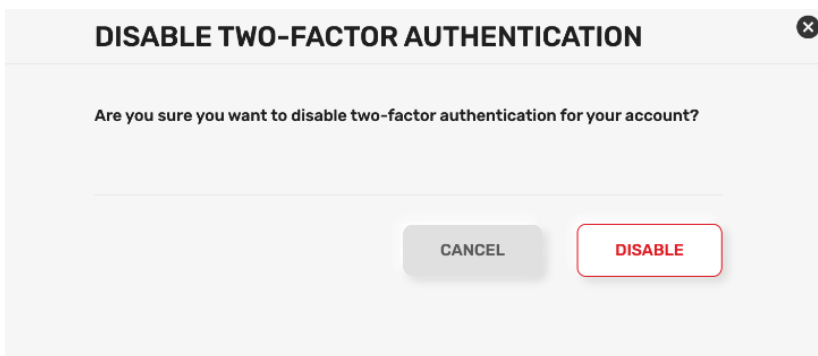 DISABLE TWO-FACTOR AUTHENTICATION
Are you sure you want to disable two-factor authentication for your account?
CANCEL
DISABLE